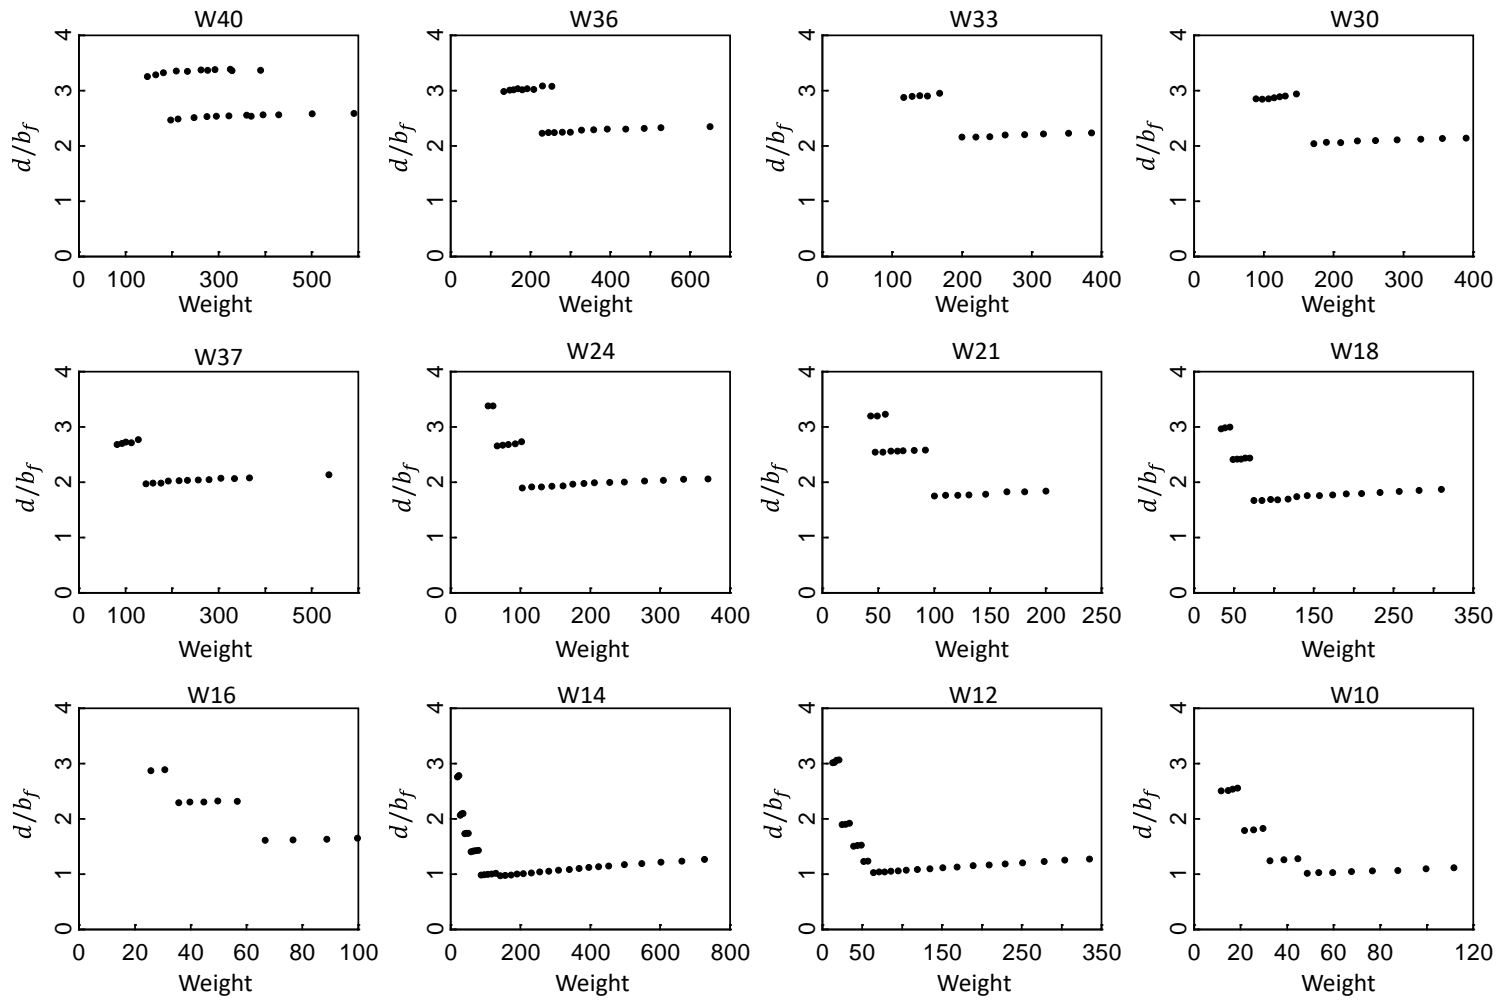 W40
4
3
2
1
0
d/b_f
0 100 300 500
Weight
W36
4
3
2
1
0
d/b_f
0 200 400 600
Weight
W33
4
3
2
1
0
d/b_f
0 100 200 300 400
Weight
W30
4
3
2
1
0
d/b_f
0 100 200 300 400
Weight
W37
4
3
2
1
0
d/b_f
0 100 300 500
Weight
W24
4
3
2
1
0
d/b_f
0 100 200 300 400
Weight
W21
4
3
2
1
0
d/b_f
0 50 100 150 200 250
Weight
W18
4
3
2
1
0
d/b_f
0 50 150 250 350
Weight
W16
4
3
2
1
0
d/b_f
0 20 40 60 80 100
Weight
W14
4
3
2
1
0
d/b_f
0 200 400 600 800
Weight
W12
4
3
2
1
0
d/b_f
0 50 150 250 350
Weight
W10
4
3
2
1
0
d/b_f
0 20 40 60 80 120
Weight